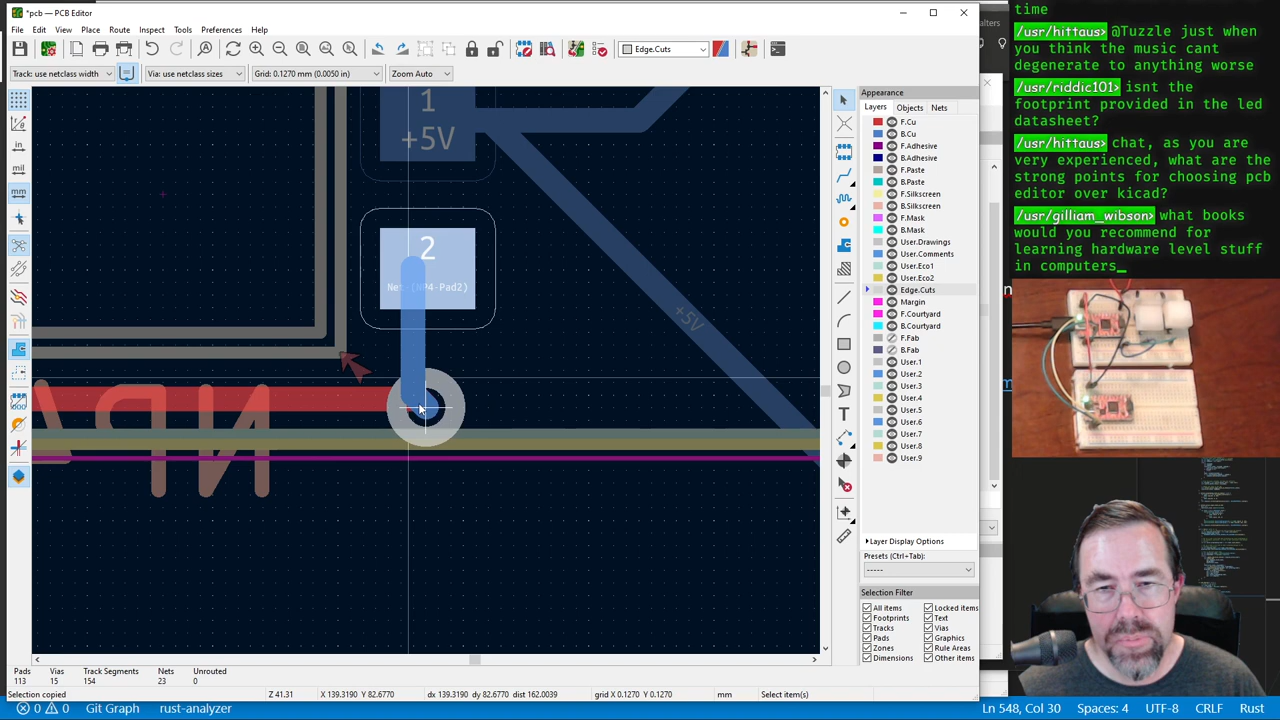 *pcb — PCB Editor
File Edit View Place Route Inspect Tools Preferences Help
Edge.Cuts
Track: use netclass width Via: use netclass sizes Grid: 0.1270 mm (0.0050 in) Zoom Auto
in
mil
mm
1
+5V
2
Net-(NP4-Pad2)
+5V
Appearance
Layers Objects Nets
F.Cu
B.Cu
F.Adhesive
B.Adhesive
F.Paste
B.Paste
F.Silkscreen
B.Silkscreen
F.Mask
B.Mask
User.Drawings
User.Comments
User.Eco1
User.Eco2
Edge.Cuts
Margin
F.Courtyard
B.Courtyard
F.Fab
B.Fab
User.1
User.2
User.3
User.4
User.5
User.6
User.7
User.8
User.9
Layer Display Options
Presets (Ctrl+Tab):
-----
Selection Filter
All items Locked items
Footprints Text
Tracks Vias
Pads Graphics
Zones Rule Areas
Dimensions Other items
Pads Vias Track Segments Nets Unrouted
113 15 154 23 0
Selection copied Z 41.31 X 139.3190 Y 82.6770 dx 139.3190 dy 82.6770 dist 162.0039 grid X 0.1270 Y 0.1270 mm Select item(s)
0 0 Git Graph rust-analyzer Ln 548, Col 30 Spaces: 4 UTF-8 CRLF Rust
time
/usr/hittaus> @Tuzzle just when
you think the music cant
degenerate to anything worse
/usr/riddic101> isnt the
footprint provided in the led
datasheet?
/usr/hittaus> chat, as you are
very experienced, what are the
strong points for choosing pcb
editor over kicad?
/usr/gilliam_wibson> what books
would you recommend for
learning hardware level stuff
in computers_